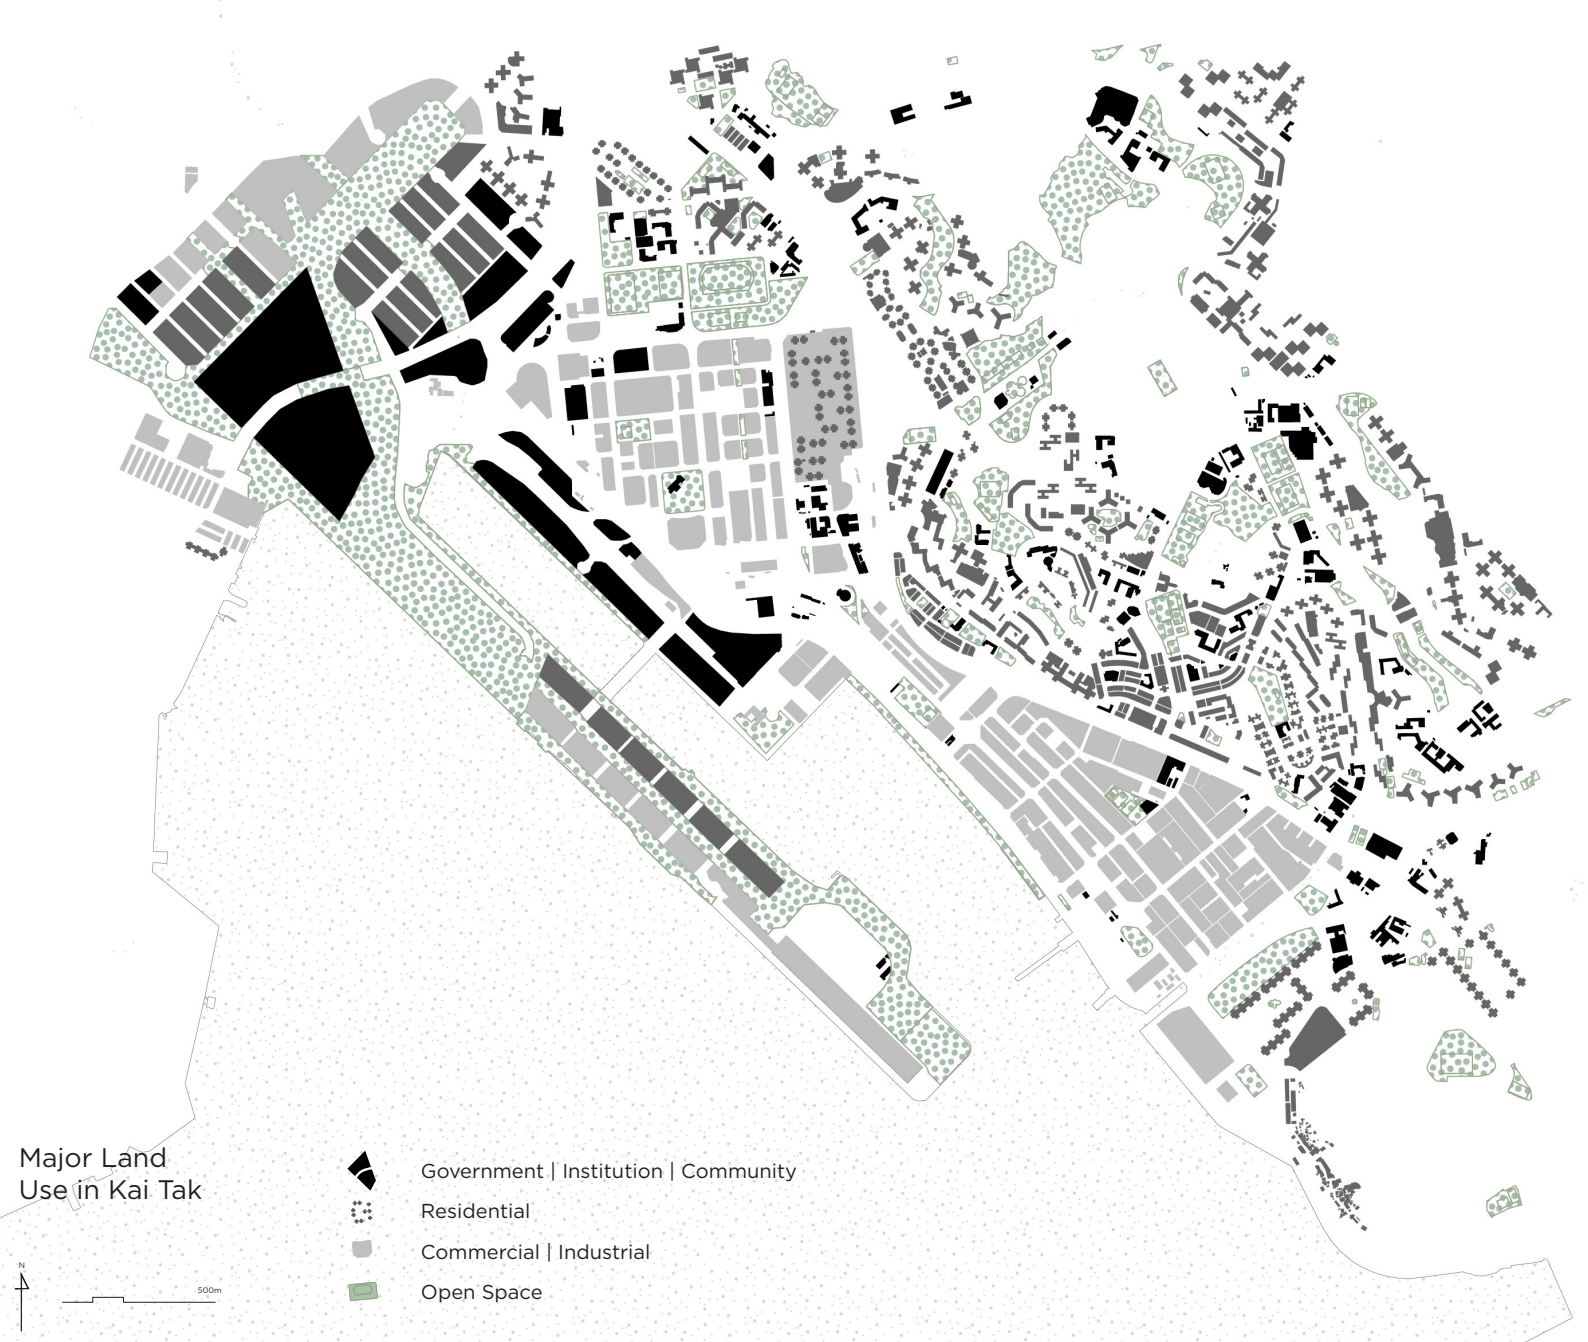 Major Land
Use in Kai Tak
Government | Institution | Community
Residential
Commercial | Industrial
Open Space
N
500m